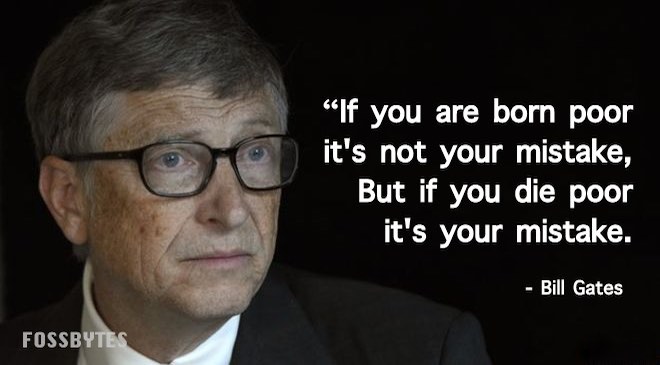 “If you are born poor
it's not your mistake,
But if you die poor
it's your mistake.
- Bill Gates
FOSSBYTES